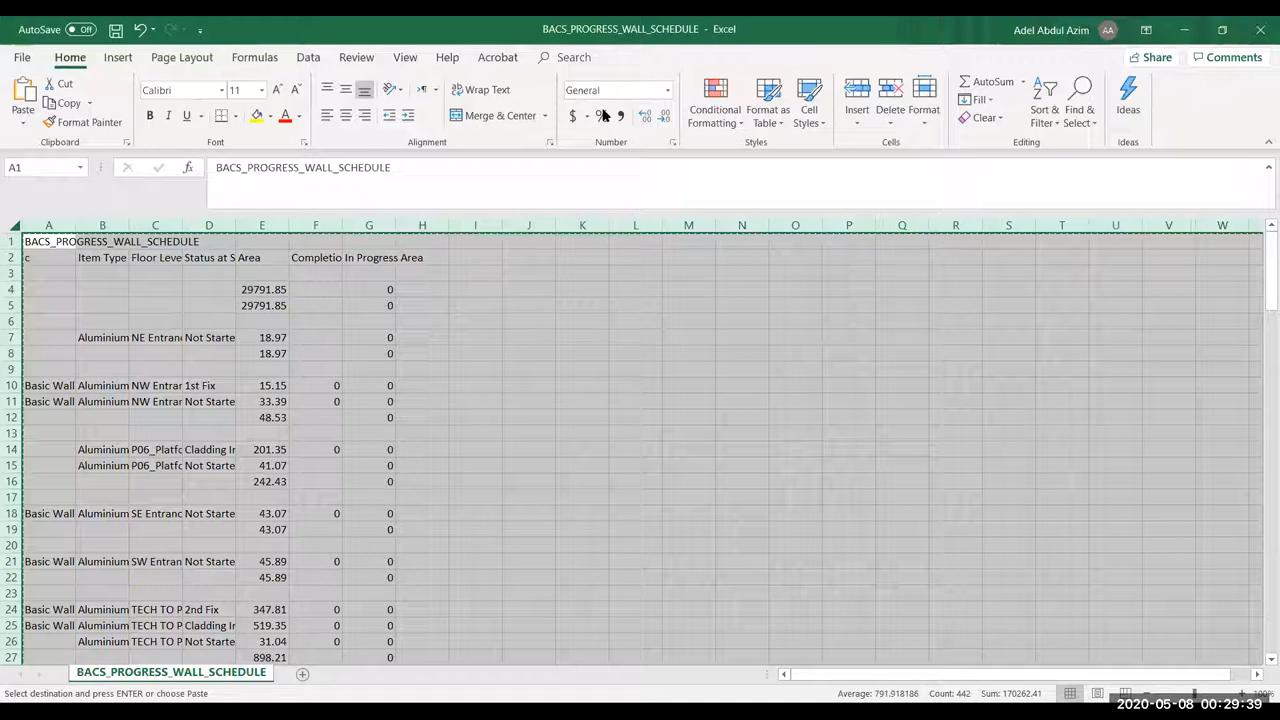 AutoSave Off BACS_PROGRESS_WALL_SCHEDULE - Excel Adel Abdul Azim AA
File Home Insert Page Layout Formulas Data Review View Help Acrobat Search Share Comments
Paste Cut Copy Format Painter
Calibri 11 A A B I U A
Wrap Text Merge & Center
General $ % ,
Conditional Formatting Format as Table Cell Styles
Insert Delete Format
AutoSum Fill Clear Sort & Filter Find & Select
Ideas
Clipboard Font Alignment Number Styles Cells Editing Ideas
A1 fx BACS_PROGRESS_WALL_SCHEDULE
A B C D E F G H I J K L M N O P Q R S T U V W
1 BACS_PROGRESS_WALL_SCHEDULE
2 c Item Type Floor Leve Status at S Area Completio In Progress Area
3
4 29791.85 0
5 29791.85 0
6
7 Aluminium NE Entran Not Starte 18.97 0
8 18.97 0
9
10 Basic Wall Aluminium NW Entrar 1st Fix 15.15 0 0
11 Basic Wall Aluminium NW Entrar Not Starte 33.39 0 0
12 48.53 0
13
14 Aluminium P06_Platfo Cladding In 201.35 0 0
15 Aluminium P06_Platfo Not Starte 41.07 0
16 242.43 0
17
18 Basic Wall Aluminium SE Entranc Not Starte 43.07 0 0
19 43.07 0
20
21 Basic Wall Aluminium SW Entran Not Starte 45.89 0 0
22 45.89 0
23
24 Basic Wall Aluminium TECH TO P 2nd Fix 347.81 0 0
25 Basic Wall Aluminium TECH TO P Cladding In 519.35 0 0
26 Aluminium TECH TO P Not Starte 31.04 0 0
27 898.21 0
BACS_PROGRESS_WALL_SCHEDULE
Select destination and press ENTER or choose Paste Average: 791.918186 Count: 442 Sum: 170262.41 100%
2020-05-08 00:29:39